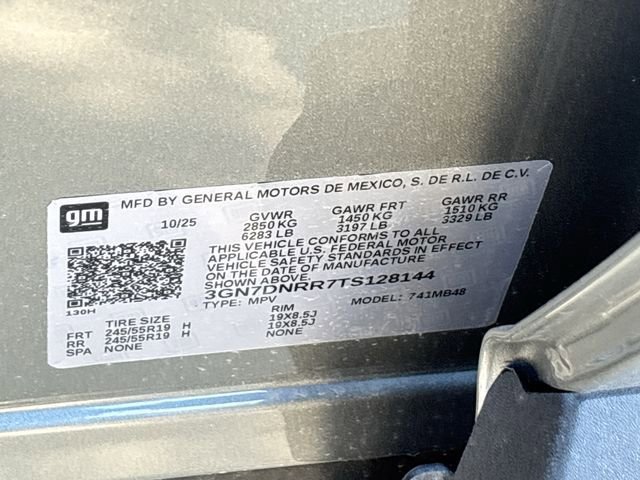 gm
MFD BY GENERAL MOTORS DE MEXICO, S. DE R.L. DE C.V.
10/25 GVWR GAWR FRT GAWR RR
2850 KG 1450 KG 1510 KG
6283 LB 3197 LB 3329 LB
THIS VEHICLE CONFORMS TO ALL
APPLICABLE U.S. FEDERAL MOTOR
VEHICLE SAFETY STANDARDS IN EFFECT
ON THE DATE OF MANUFACTURE
SHOWN ABOVE.
3GN7DNRR7TS128144
130H TYPE: MPV MODEL: 741MB48
TIRE SIZE RIM
FRT 245/55R19 H 19X8.5J
RR 245/55R19 H 19X8.5J
SPA NONE NONE